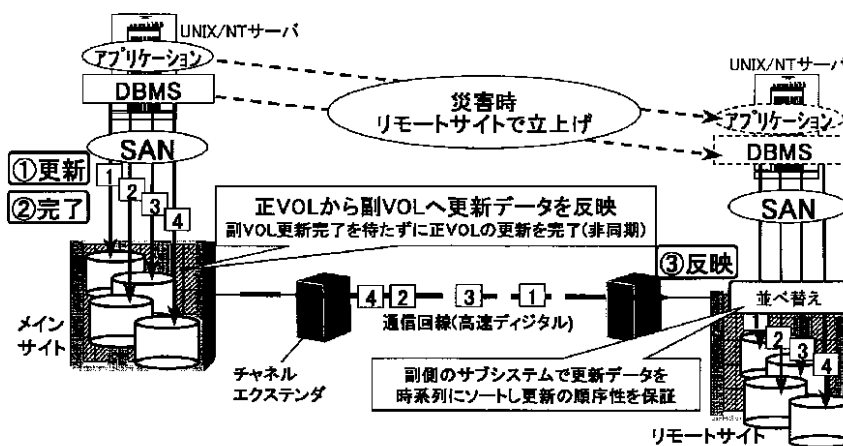 UNIX/NTサーバ
アプリケーション
DBMS
SAN
①更新
②完了
1
2
3
4
災害時
リモートサイトで立上げ
UNIX/NTサーバ
アプリケーション
DBMS
SAN
正VOLから副VOLへ更新データを反映
副VOL更新完了を待たずに正VOLの更新を完了(非同期)
③反映
4
2
3
1
通信回線(高速ディジタル)
並べ替え
1
2
3
4
メイン
サイト
チャネル
エクステンダ
副側のサブシステムで更新データを
時系列にソートし更新の順序性を保証
リモートサイト